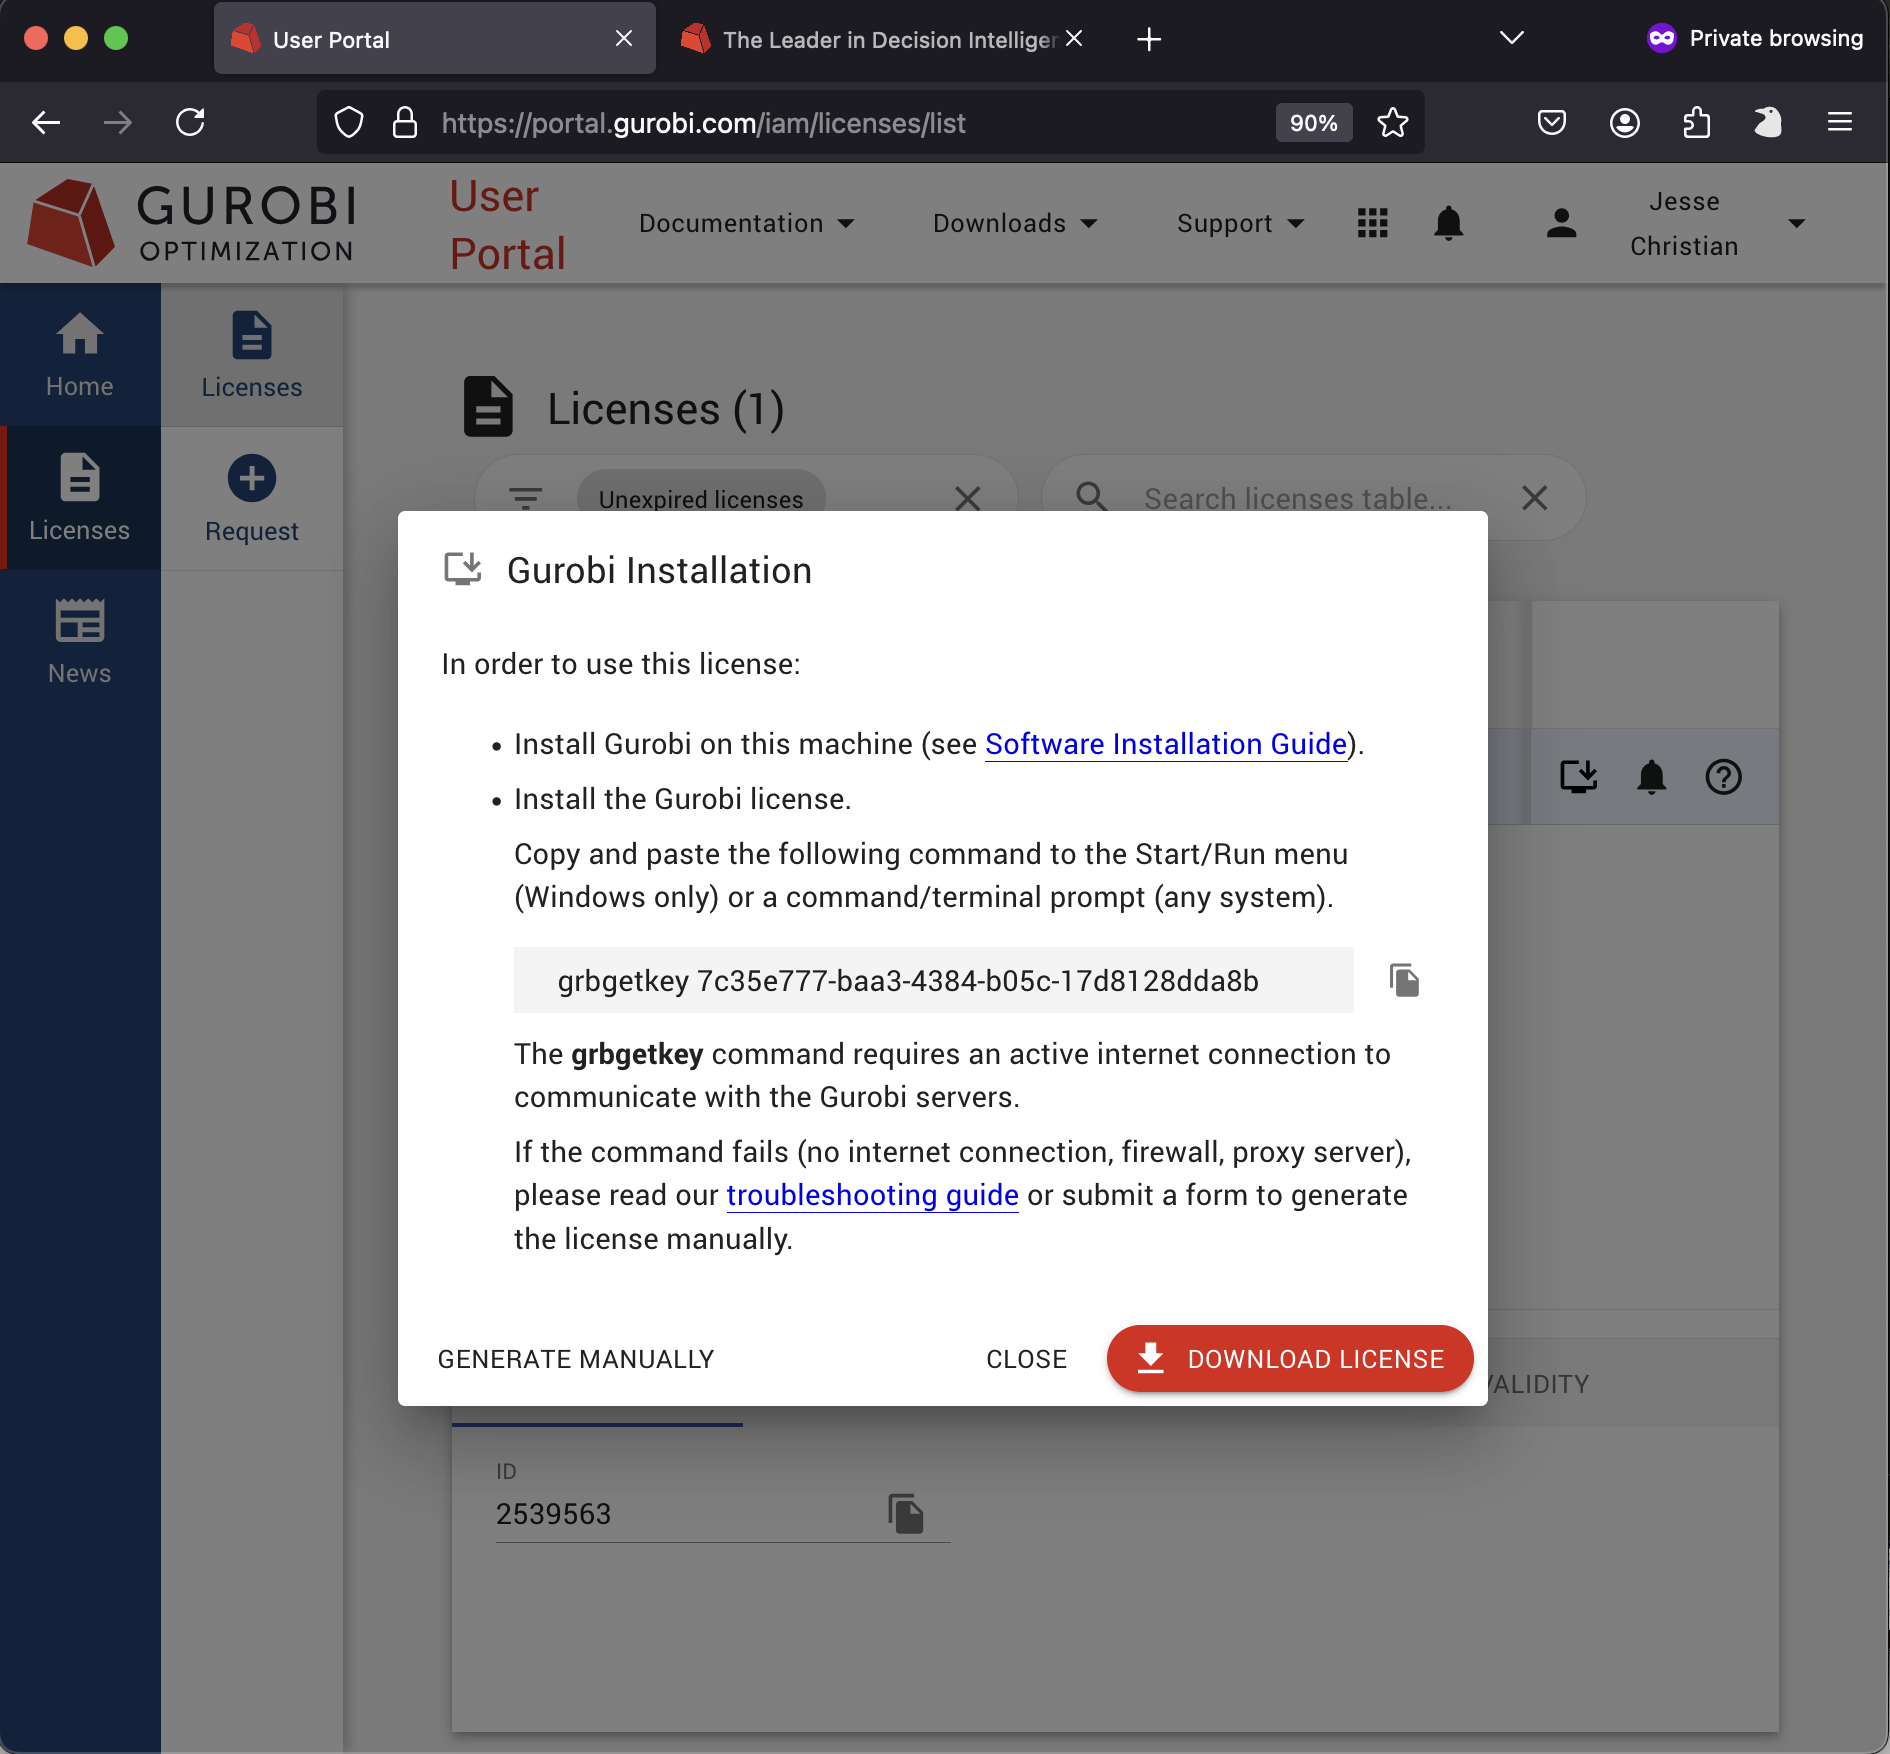 User Portal
The Leader in Decision Intelliger
Private browsing
https://portal.gurobi.com/iam/licenses/list
90%
GUROBI
OPTIMIZATION
User
Portal
Documentation
Downloads
Support
Jesse
Christian
Home
Licenses
News
Licenses
Request
Licenses (1)
Unexpired licenses
Search licenses table...
Gurobi Installation
In order to use this license:
• Install Gurobi on this machine (see Software Installation Guide).
• Install the Gurobi license.
Copy and paste the following command to the Start/Run menu
(Windows only) or a command/terminal prompt (any system).
grbgetkey 7c35e777-baa3-4384-b05c-17d8128dda8b
The grbgetkey command requires an active internet connection to
communicate with the Gurobi servers.
If the command fails (no internet connection, firewall, proxy server),
please read our troubleshooting guide or submit a form to generate
the license manually.
GENERATE MANUALLY
CLOSE
DOWNLOAD LICENSE
VALIDITY
ID
2539563